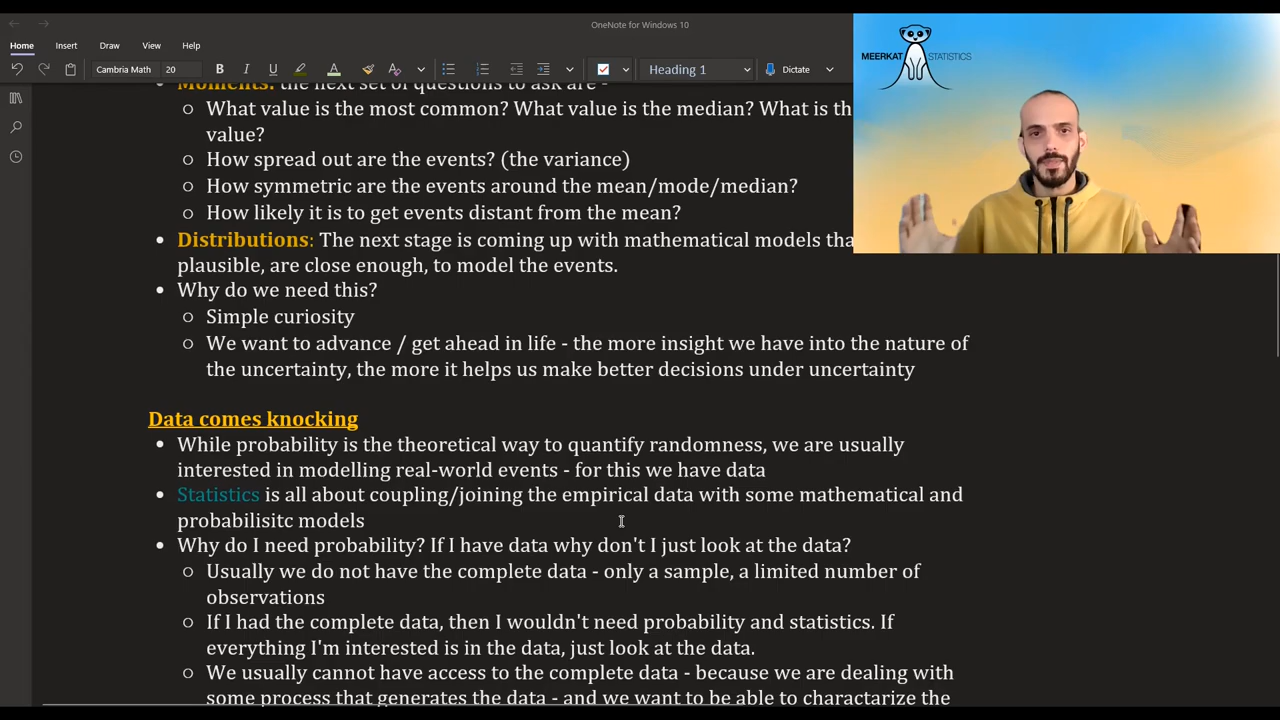 OneNote for Windows 10
Home Insert Draw View Help
Cambria Math 20 B I U A A Heading 1 Dictate
MEERKAT STATISTICS
Moments: the next set of questions to ask are -
What value is the most common? What value is the median? What is th
value?
How spread out are the events? (the variance)
How symmetric are the events around the mean/mode/median?
How likely it is to get events distant from the mean?
Distributions: The next stage is coming up with mathematical models tha
plausible, are close enough, to model the events.
Why do we need this?
Simple curiosity
We want to advance / get ahead in life - the more insight we have into the nature of
the uncertainty, the more it helps us make better decisions under uncertainty
Data comes knocking
While probability is the theoretical way to quantify randomness, we are usually
interested in modelling real-world events - for this we have data
Statistics is all about coupling/joining the empirical data with some mathematical and
probabilisitc models
Why do I need probability? If I have data why don't I just look at the data?
Usually we do not have the complete data - only a sample, a limited number of
observations
If I had the complete data, then I wouldn't need probability and statistics. If
everything I'm interested is in the data, just look at the data.
We usually cannot have access to the complete data - because we are dealing with
some process that generates the data - and we want to be able to charctarize the